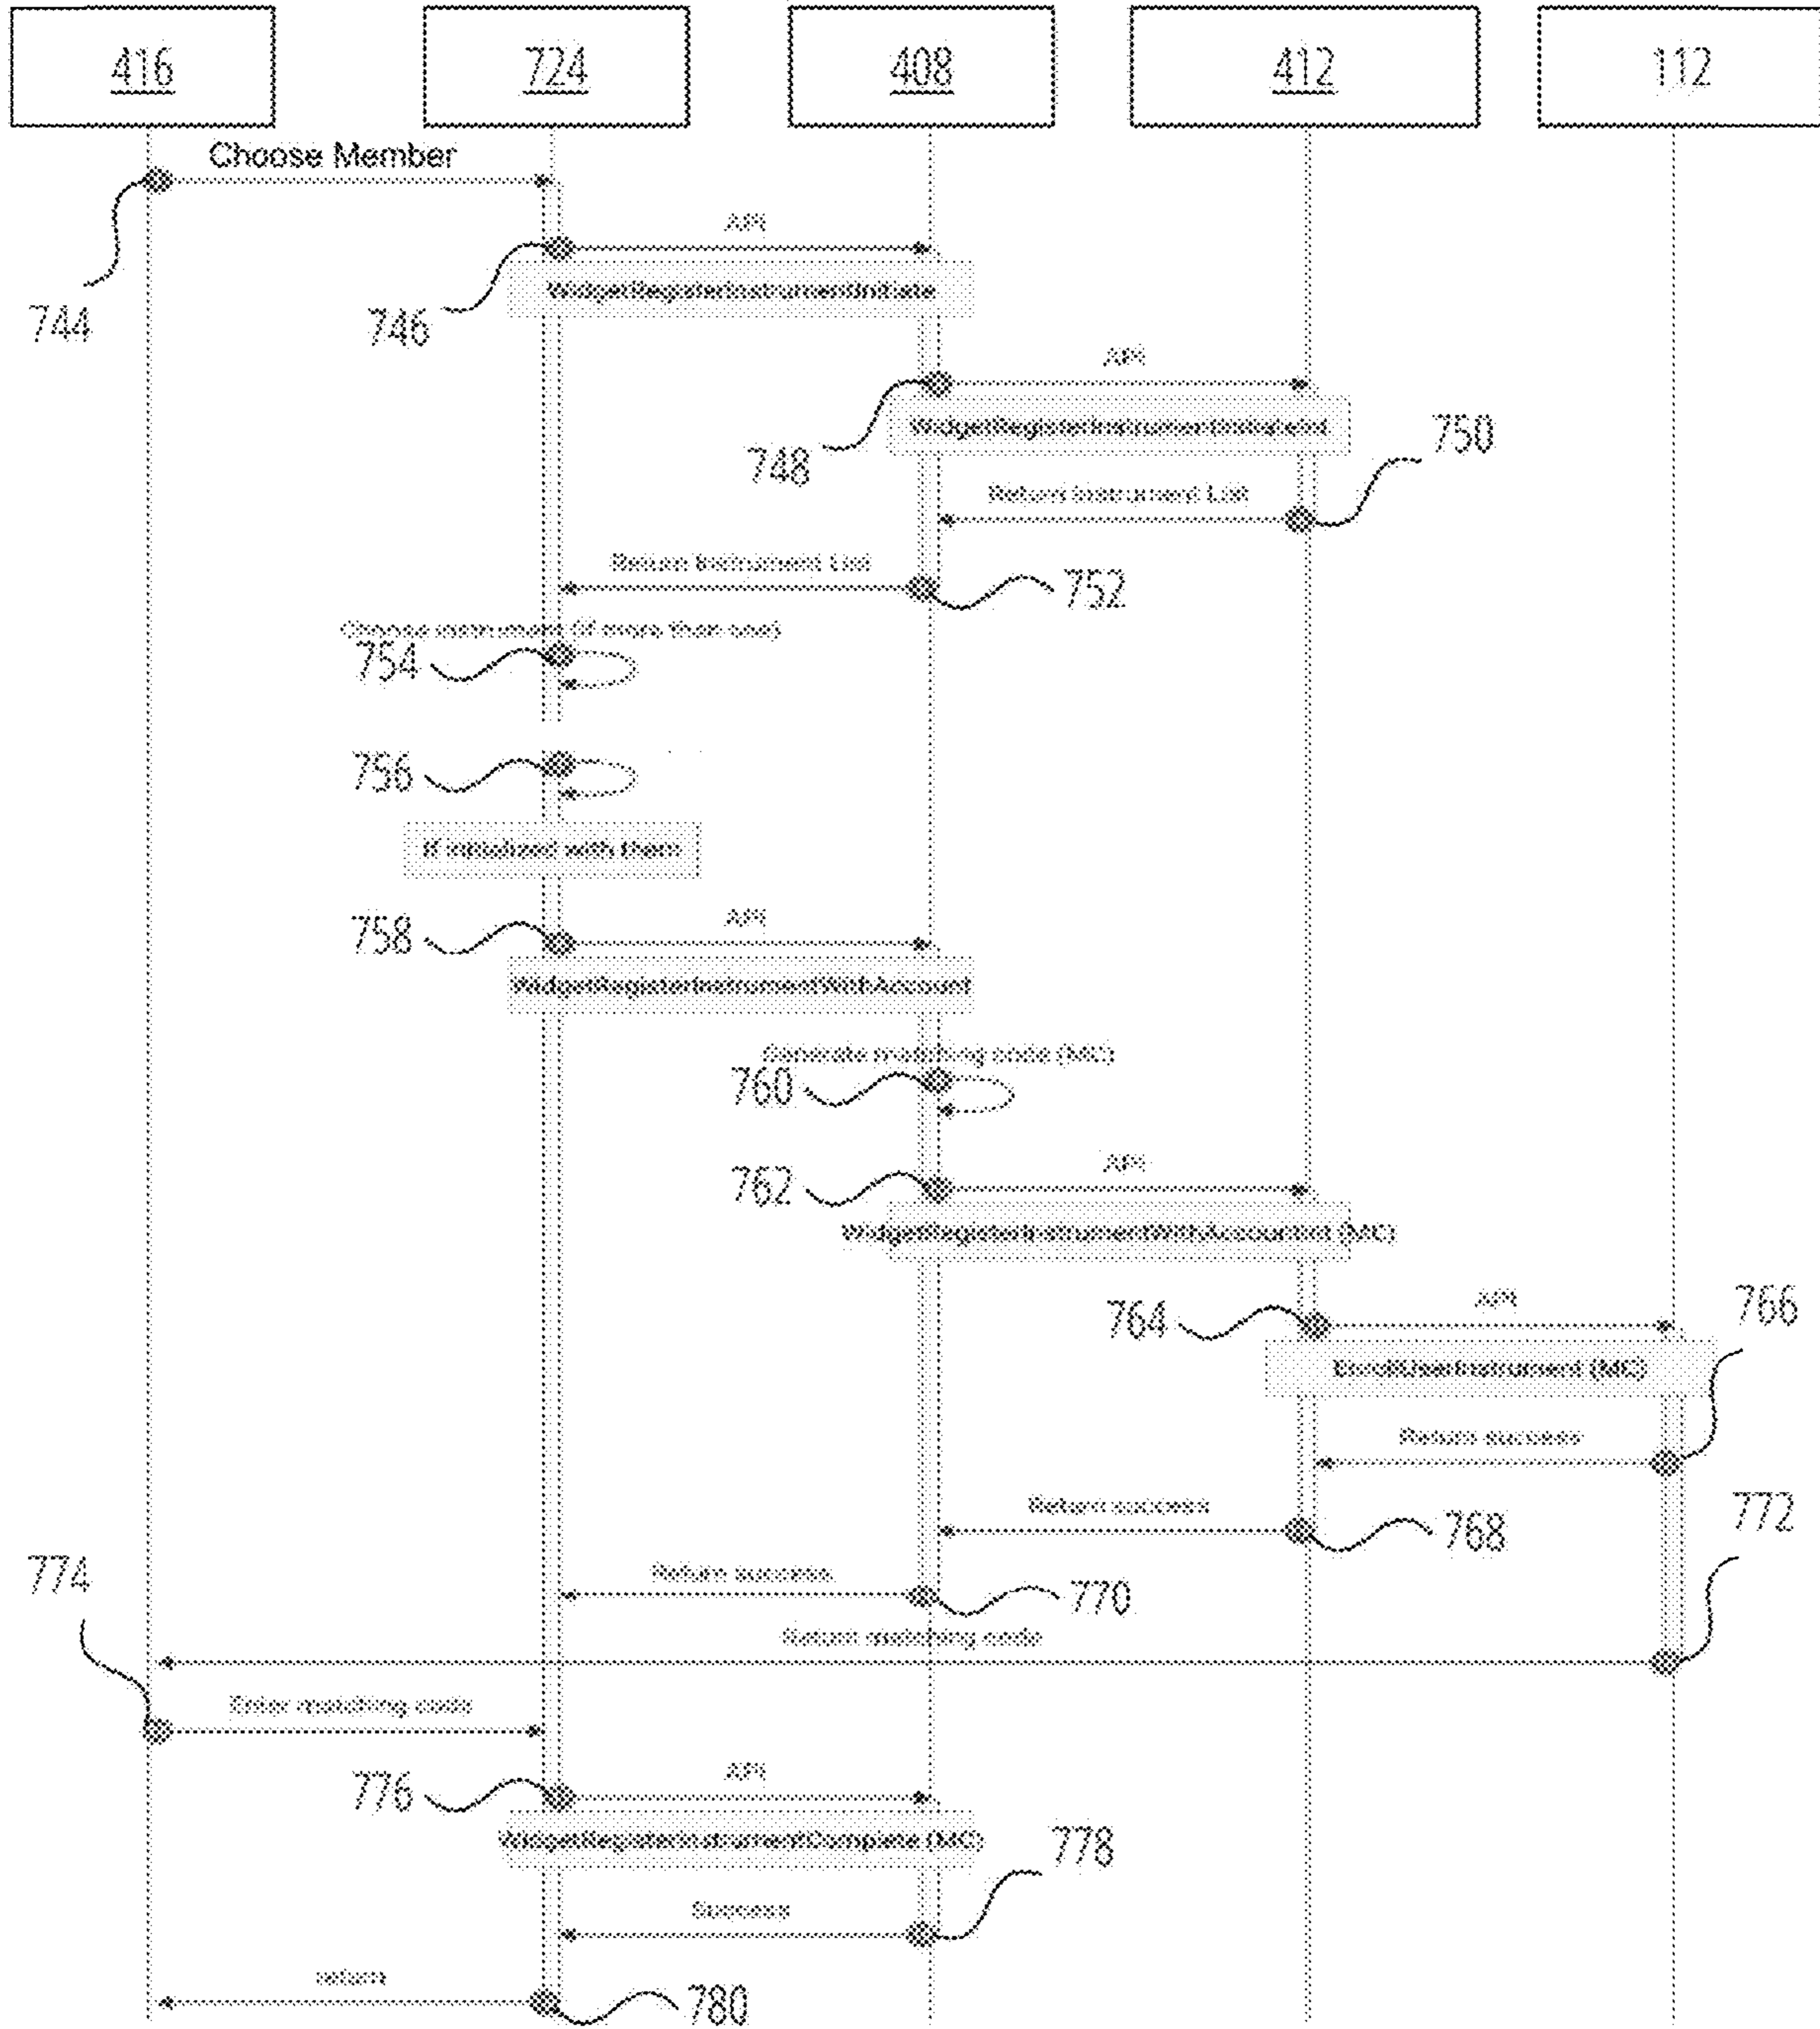 416 724 408 412 112
Choose Member
744
API
746
WidgetRegisterInstrumentInitiate
API
748
750
Return Instrument List
Return Instrument List
752
Choose instrument (if more than one)
754
756
If initialized with them
API
758
WidgetRegisterInstrumentWithAccount
Generate matching code (MC)
760
API
762
(MC)
API
764
766
EnrollUserInstrument (MC)
Return success
Return success
768
772
Return success
770
774
Return matching code
Enter matching code
API
776
WidgetRegisterInstrumentComplete (MC)
778
Success
return
780